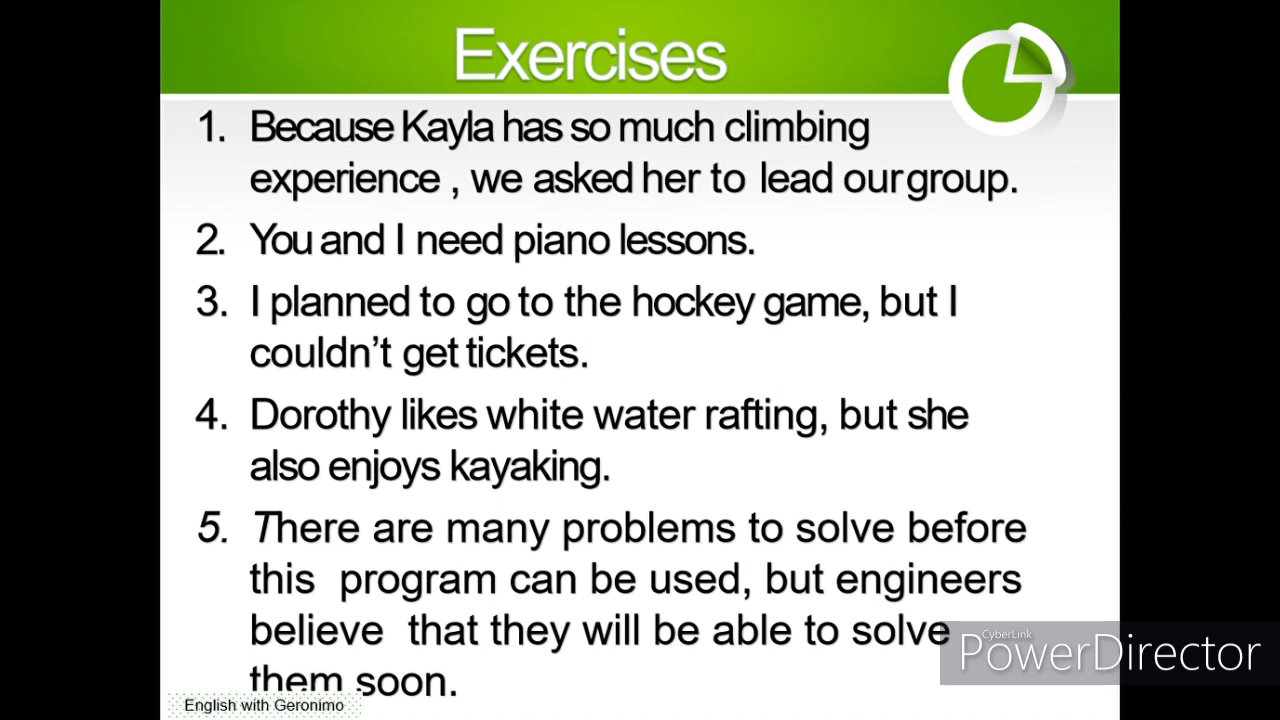 Exercises
1. Because Kayla has so much climbing
experience , we asked her to lead our group.
2. You and I need piano lessons.
3. I planned to go to the hockey game, but I
couldn’t get tickets.
4. Dorothy likes white water rafting, but she
also enjoys kayaking.
5. There are many problems to solve before
this program can be used, but engineers
believe that they will be able to solve
them soon.
CyberLink
PowerDirector
English with Geronimo